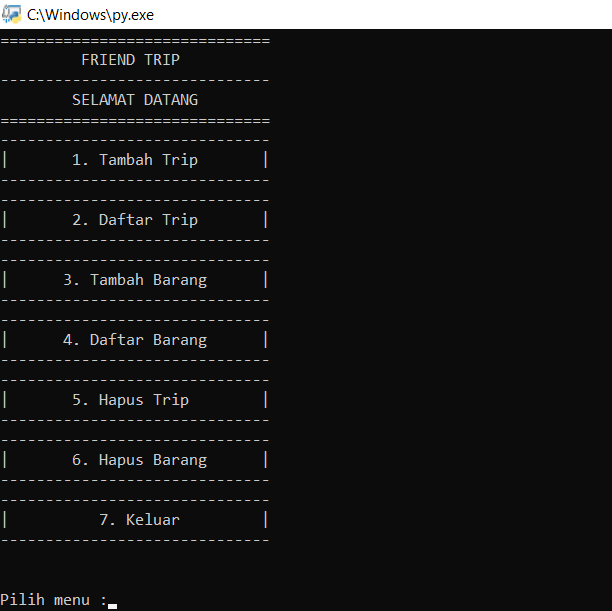 C:\Windows\py.exe
==============================
FRIEND TRIP
------------------------------
SELAMAT DATANG
==============================
------------------------------
| 1. Tambah Trip |
------------------------------
------------------------------
| 2. Daftar Trip |
------------------------------
------------------------------
| 3. Tambah Barang |
------------------------------
------------------------------
| 4. Daftar Barang |
------------------------------
------------------------------
| 5. Hapus Trip |
------------------------------
------------------------------
| 6. Hapus Barang |
------------------------------
------------------------------
| 7. Keluar |
------------------------------
Pilih menu :